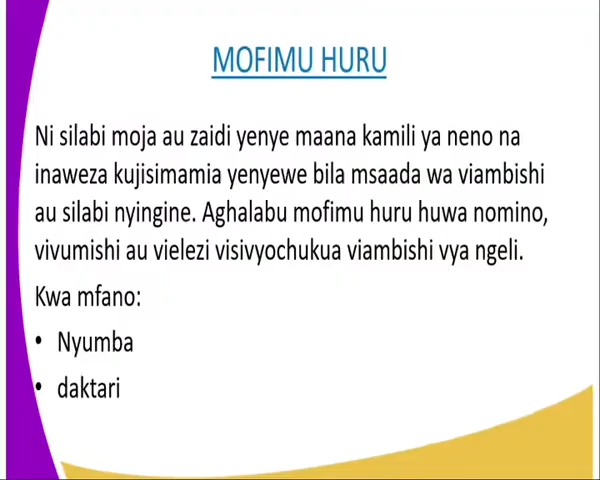 MOFIMU HURU
Ni silabi moja au zaidi yenye maana kamili ya neno na
inaweza kujisimamia yenyewe bila msaada wa viambishi
au silabi nyingine. Aghalabu mofimu huru huwa nomino,
vivumishi au vielezi visivyochukua viambishi vya ngeli.
Kwa mfano:
• Nyumba
• daktari